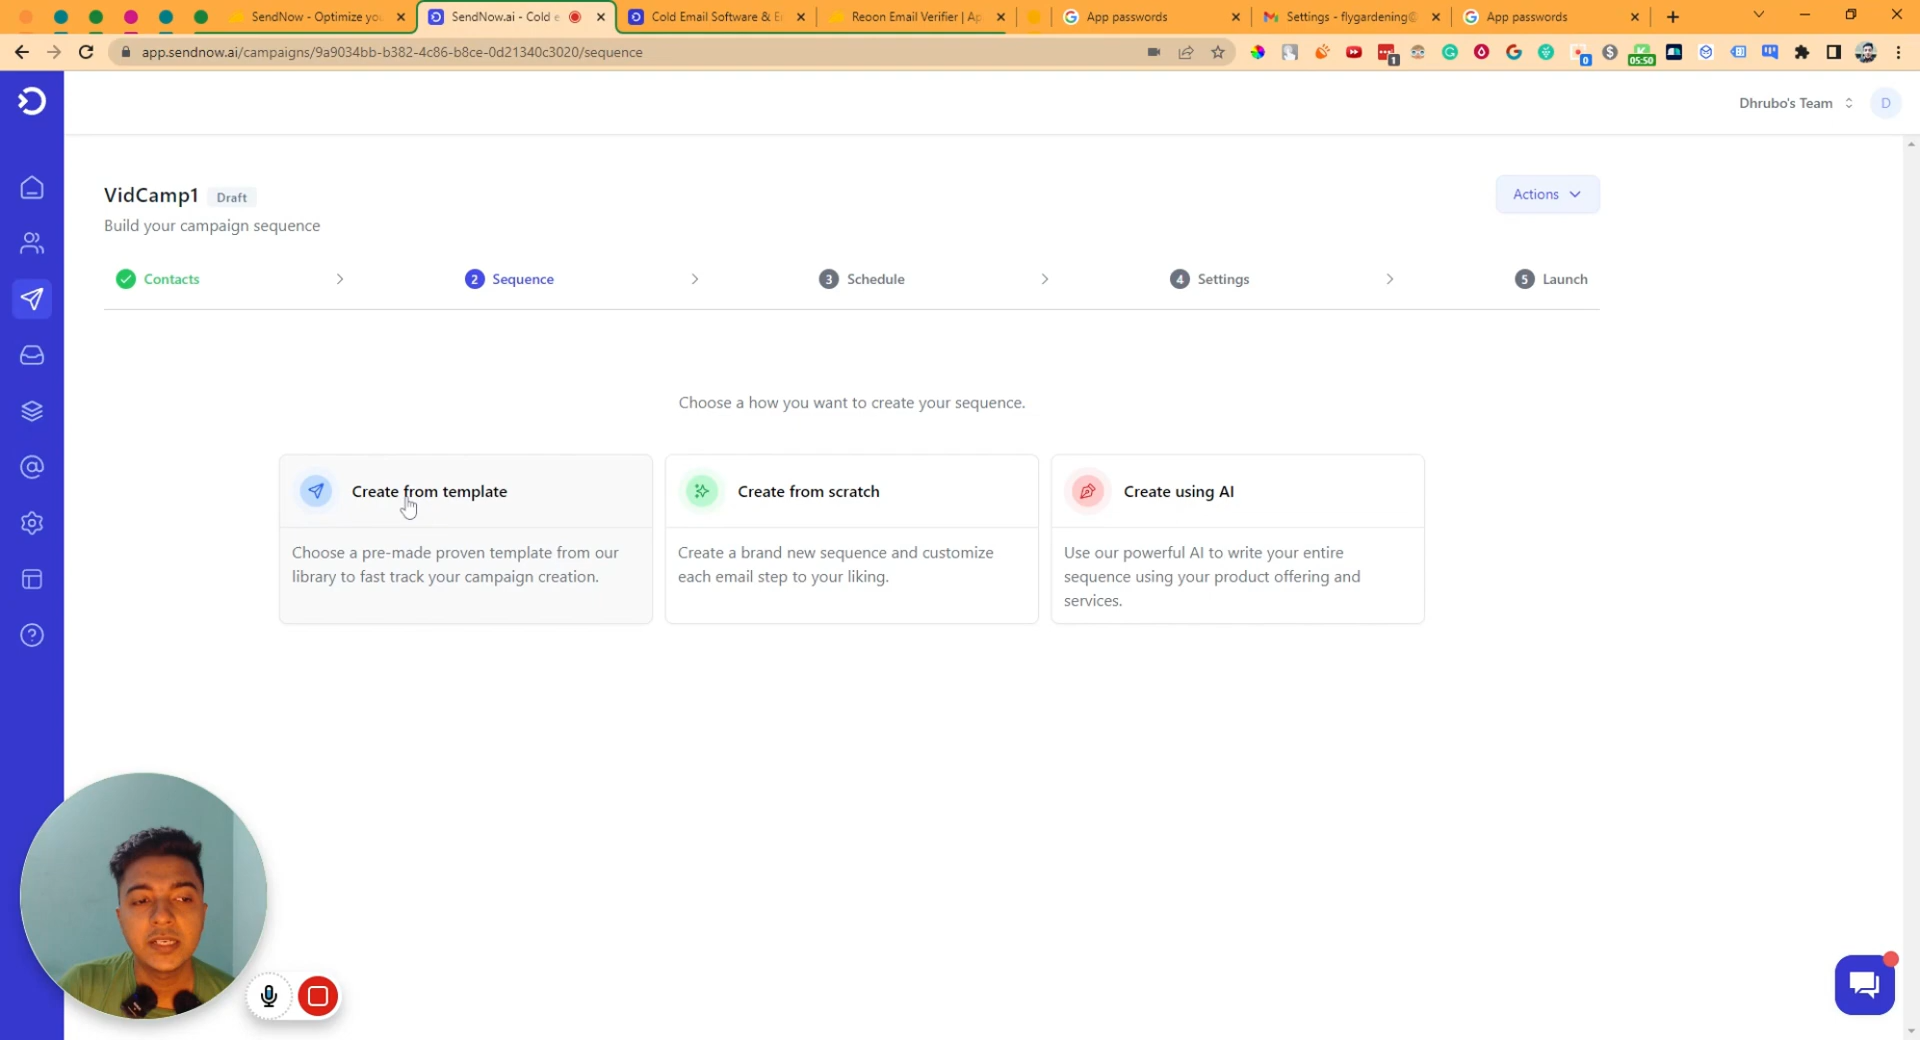 SendNow - Optimize you
SendNow.ai - Cold e
Cold Email Software & E
Reoon Email Verifier | Ap
App passwords
Settings - flygardening@
App passwords
app.sendnow.ai/campaigns/9a9034bb-b382-4c86-b8ce-0d21340c3020/sequence
1
0
05:50
Dhrubo's Team
D
VidCamp1
Draft
Build your campaign sequence
Actions
Contacts
2 Sequence
3 Schedule
4 Settings
5 Launch
Choose a how you want to create your sequence.
Create from template
Choose a pre-made proven template from our
library to fast track your campaign creation.
Create from scratch
Create a brand new sequence and customize
each email step to your liking.
Create using AI
Use our powerful AI to write your entire
sequence using your product offering and
services.